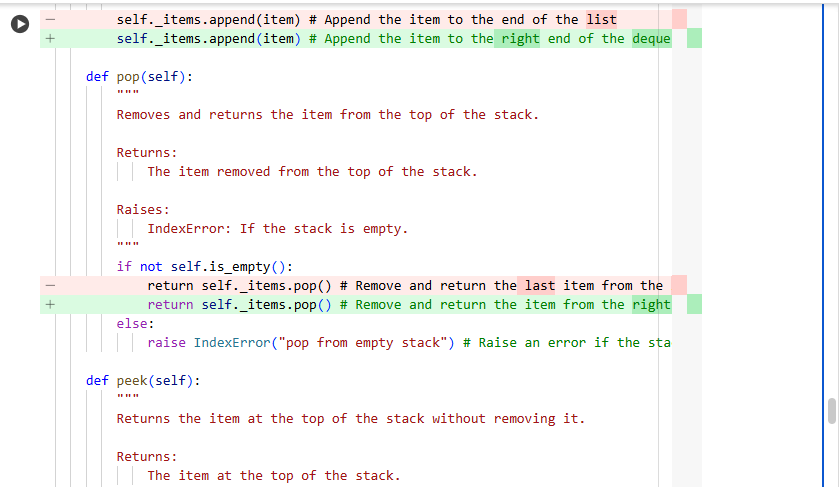 −        self._items.append(item) # Append the item to the end of the list
+        self._items.append(item) # Append the item to the right end of the deque
    def pop(self):
        """
        Removes and returns the item from the top of the stack.
        Returns:
            The item removed from the top of the stack.
        Raises:
            IndexError: If the stack is empty.
        """
        if not self.is_empty():
−            return self._items.pop() # Remove and return the last item from the
+            return self._items.pop() # Remove and return the item from the right
        else:
            raise IndexError("pop from empty stack") # Raise an error if the sta
    def peek(self):
        """
        Returns the item at the top of the stack without removing it.
        Returns:
            The item at the top of the stack.